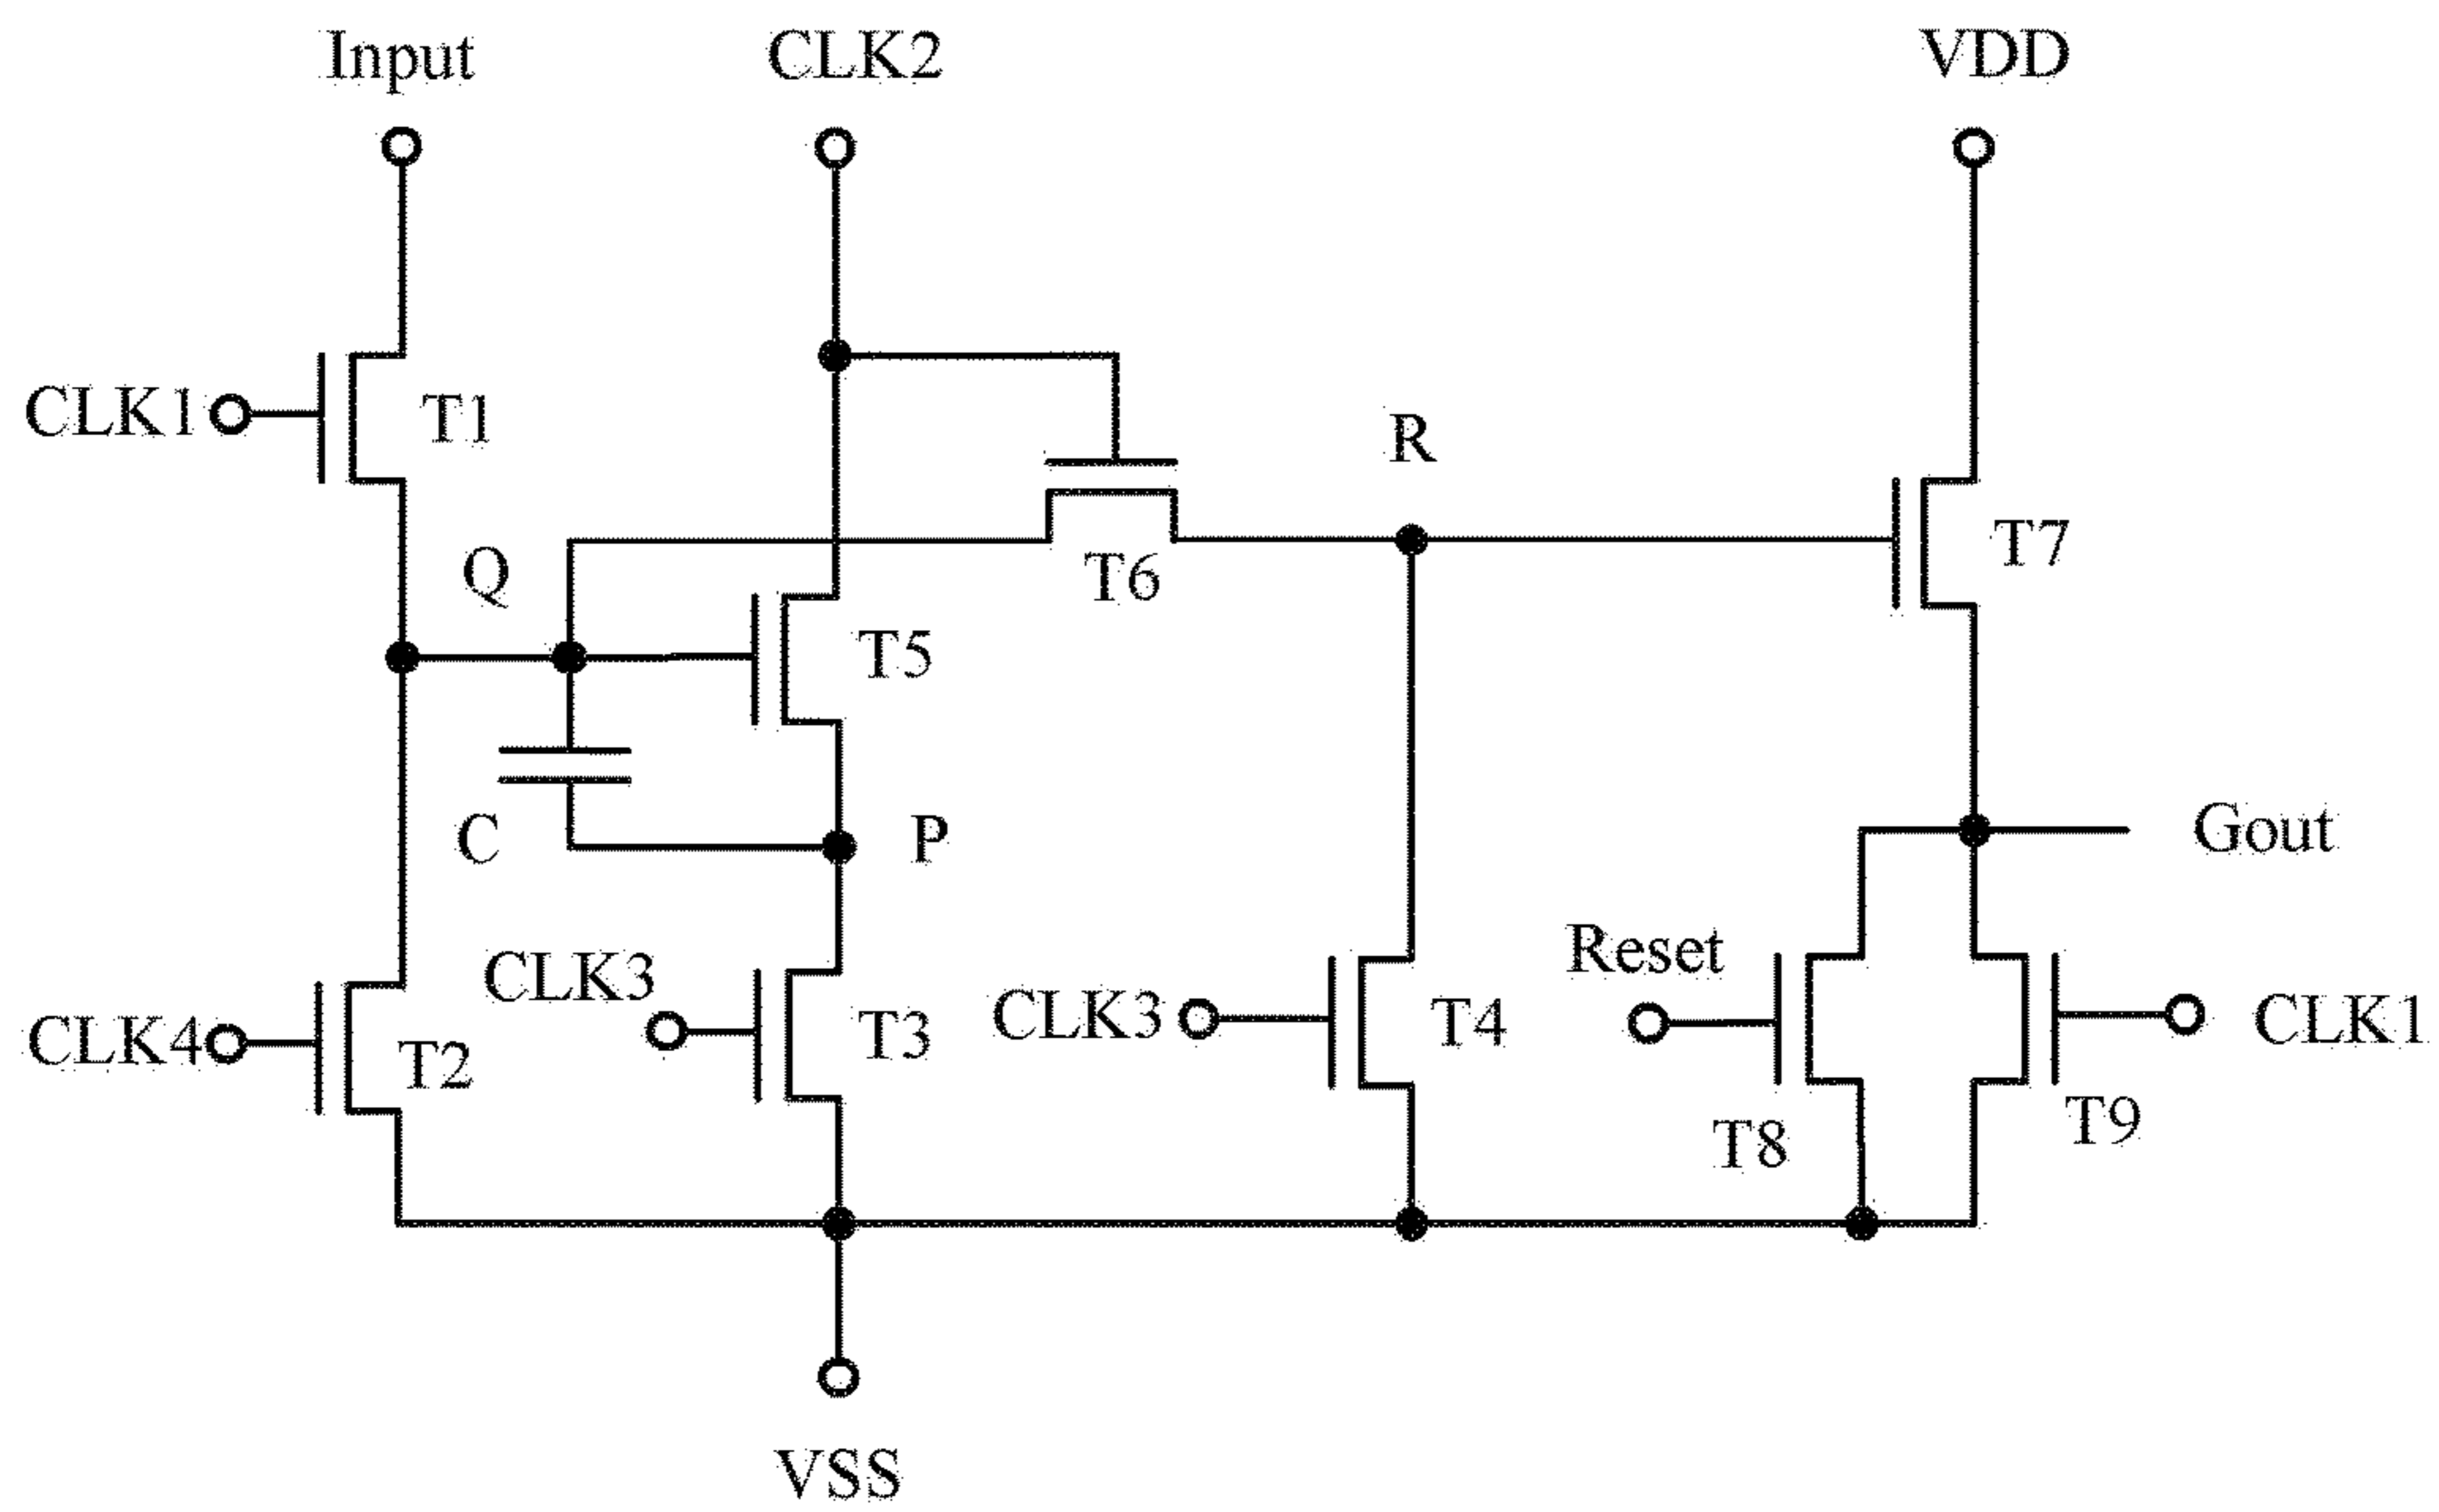 Input
CLK2
VDD
CLK1
T1
R
Q
T6
T7
T5
C
P
Gout
CLK3
Reset
CLK4
T2
T3
CLK3
T4
T8
T9
CLK1
VSS